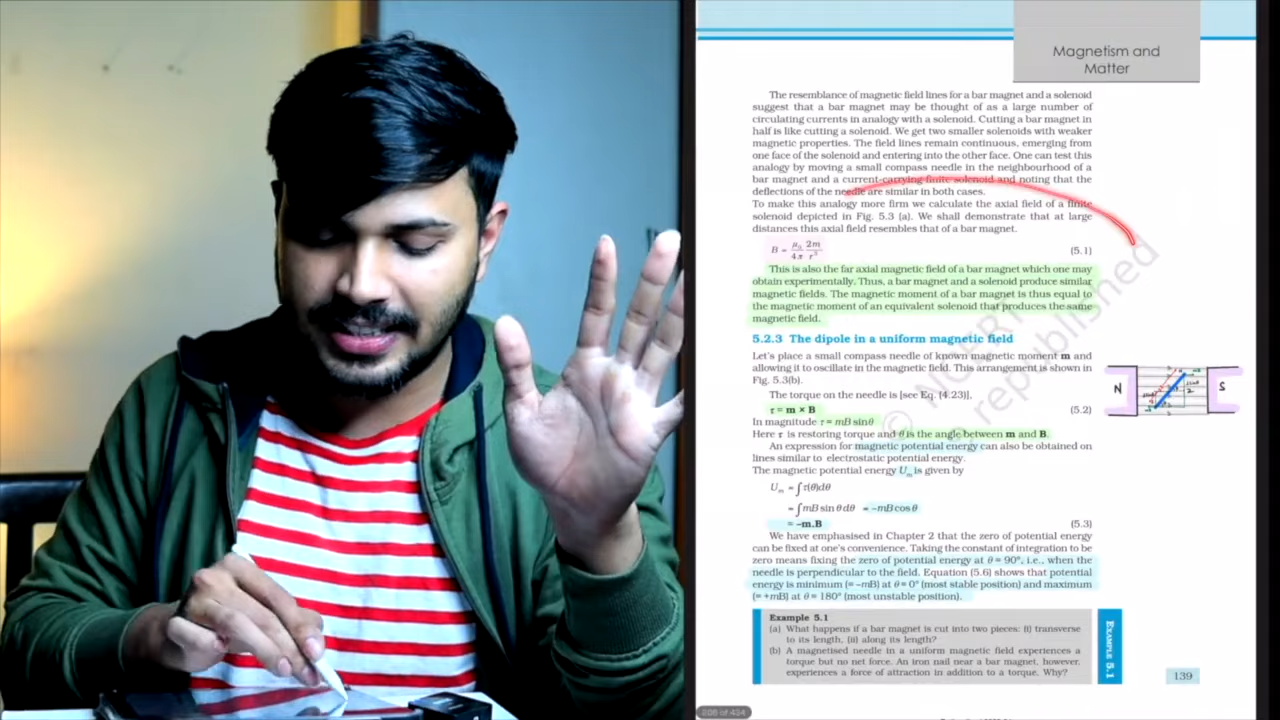 Magnetism and
Matter
The resemblance of magnetic field lines for a bar magnet and a solenoid
suggest that a bar magnet may be thought of as a large number of
circulating currents in analogy with a solenoid. Cutting a bar magnet in
half is like cutting a solenoid. We get two smaller solenoids with weaker
magnetic properties. The field lines remain continuous, emerging from
one face of the solenoid and entering into the other face. One can test this
analogy by moving a small compass needle in the neighbourhood of a
bar magnet and a current-carrying finite solenoid and noting that the
deflections of the needle are similar in both cases.
To make this analogy more firm we calculate the axial field of a finite
solenoid depicted in Fig. 5.3 (a). We shall demonstrate that at large
distances this axial field resembles that of a bar magnet.
B = μ₀/4π 2m/r³ (5.1)
This is also the far axial magnetic field of a bar magnet which one may
obtain experimentally. Thus, a bar magnet and a solenoid produce similar
magnetic fields. The magnetic moment of a bar magnet is thus equal to
the magnetic moment of an equivalent solenoid that produces the same
magnetic field.
5.2.3 The dipole in a uniform magnetic field
Let's place a small compass needle of known magnetic moment m and
allowing it to oscillate in the magnetic field. This arrangement is shown in
Fig. 5.3(b).
N S
The torque on the needle is [see Eq. (4.23)],
τ = m × B (5.2)
In magnitude τ = mB sinθ
Here τ is restoring torque and θ is the angle between m and B.
An expression for magnetic potential energy can also be obtained on
lines similar to electrostatic potential energy.
The magnetic potential energy Uₘ is given by
Uₘ = ∫τ(θ)dθ
= ∫mB sin θ dθ = −mB cos θ
= −m.B (5.3)
We have emphasised in Chapter 2 that the zero of potential energy
can be fixed at one's convenience. Taking the constant of integration to be
zero means fixing the zero of potential energy at θ = 90°, i.e., when the
needle is perpendicular to the field. Equation (5.6) shows that potential
energy is minimum (= −mB) at θ = 0° (most stable position) and maximum
(= +mB) at θ = 180° (most unstable position).
Example 5.1
(a) What happens if a bar magnet is cut into two pieces: (i) transverse
to its length, (ii) along its length?
(b) A magnetised needle in a uniform magnetic field experiences a
torque but no net force. An iron nail near a bar magnet, however,
experiences a force of attraction in addition to a torque. Why?
EXAMPLE 5.1
139
© NCERT
republished